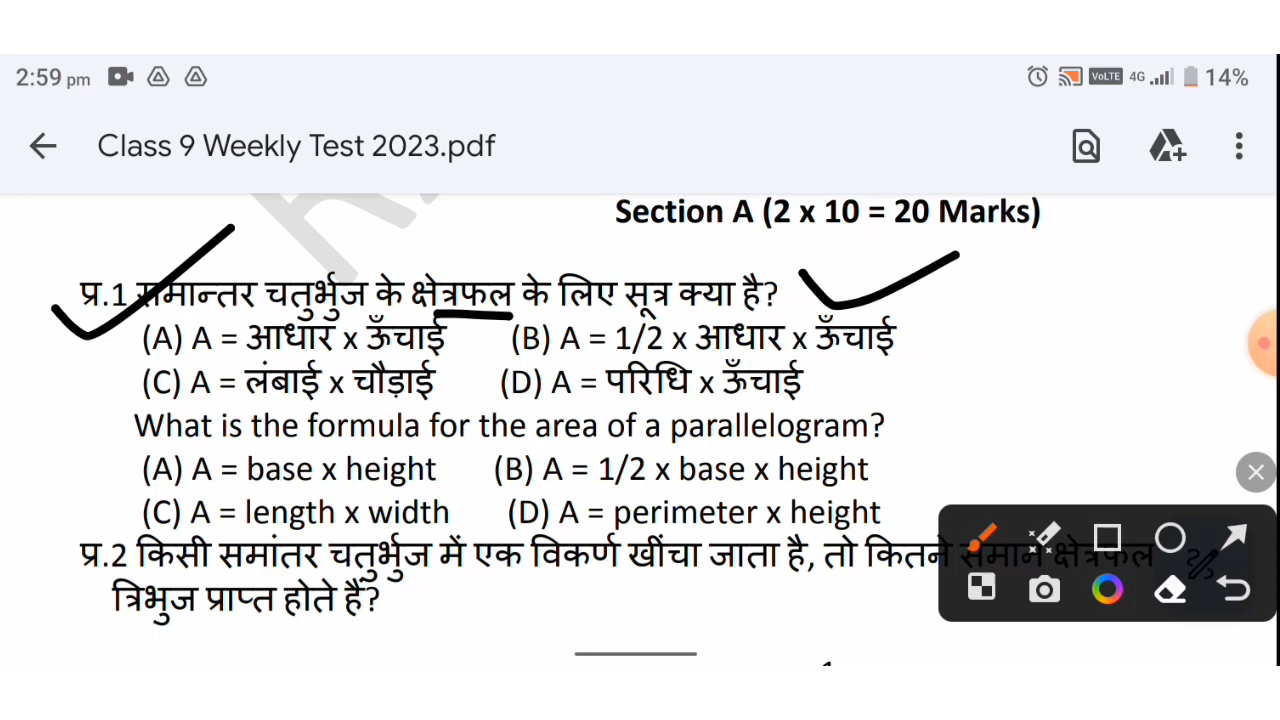 2:59 pm VoLTE 4G 14%
Class 9 Weekly Test 2023.pdf
Section A (2 x 10 = 20 Marks)
प्र.1 समान्तर चतुर्भुज के क्षेत्रफल के लिए सूत्र क्या है?
(A) A = आधार x ऊँचाई (B) A = 1/2 x आधार x ऊँचाई
(C) A = लंबाई x चौड़ाई (D) A = परिधि x ऊँचाई
What is the formula for the area of a parallelogram?
(A) A = base x height (B) A = 1/2 x base x height
(C) A = length x width (D) A = perimeter x height
प्र.2 किसी समांतर चतुर्भुज में एक विकर्ण खींचा जाता है, तो कितने समान क्षेत्रफल
त्रिभुज प्राप्त होते हैं?